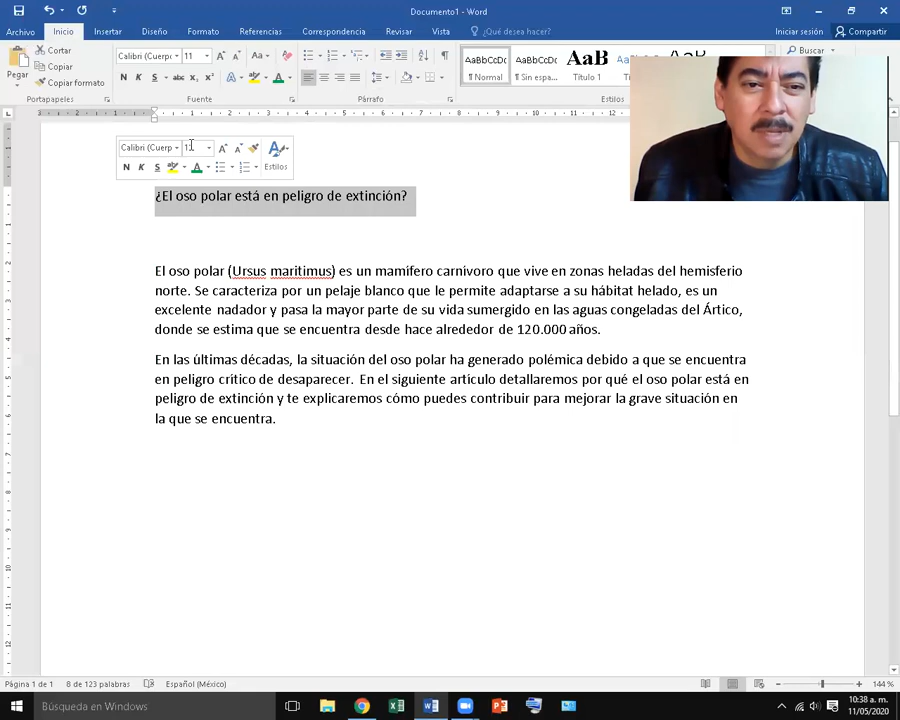 Documento1 - Word
Archivo Inicio Insertar Diseño Formato Referencias Correspondencia Revisar Vista ¿Qué desea hacer? Iniciar sesión Compartir
Pegar Cortar Copiar Copiar formato
Calibri (Cuerp 11 Aa
N K S abc x₂ x²
AaBbCcDc AaBbCcDc AaB
¶ Normal ¶ Sin espa... Título 1
Buscar
Portapapeles Fuente Párrafo Estilos
Calibri (Cuerp
N K S Estilos
¿El oso polar está en peligro de extinción?
El oso polar (Ursus maritimus) es un mamífero carnívoro que vive en zonas heladas del hemisferio
norte. Se caracteriza por un pelaje blanco que le permite adaptarse a su hábitat helado, es un
excelente nadador y pasa la mayor parte de su vida sumergido en las aguas congeladas del Ártico,
donde se estima que se encuentra desde hace alrededor de 120.000 años.
En las últimas décadas, la situación del oso polar ha generado polémica debido a que se encuentra
en peligro crítico de desaparecer. En el siguiente artículo detallaremos por qué el oso polar está en
peligro de extinción y te explicaremos cómo puedes contribuir para mejorar la grave situación en
la que se encuentra.
Página 1 de 1 8 de 123 palabras Español (México) 144 %
Búsqueda en Windows
10:38 a. m.
11/05/2020